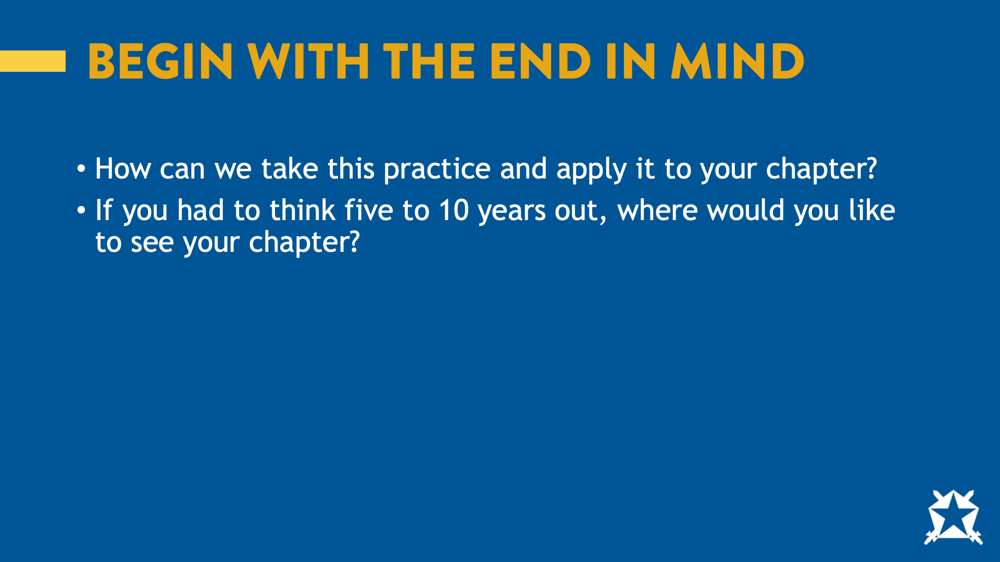 BEGIN WITH THE END IN MIND
• How can we take this practice and apply it to your chapter?
• If you had to think five to 10 years out, where would you like
to see your chapter?